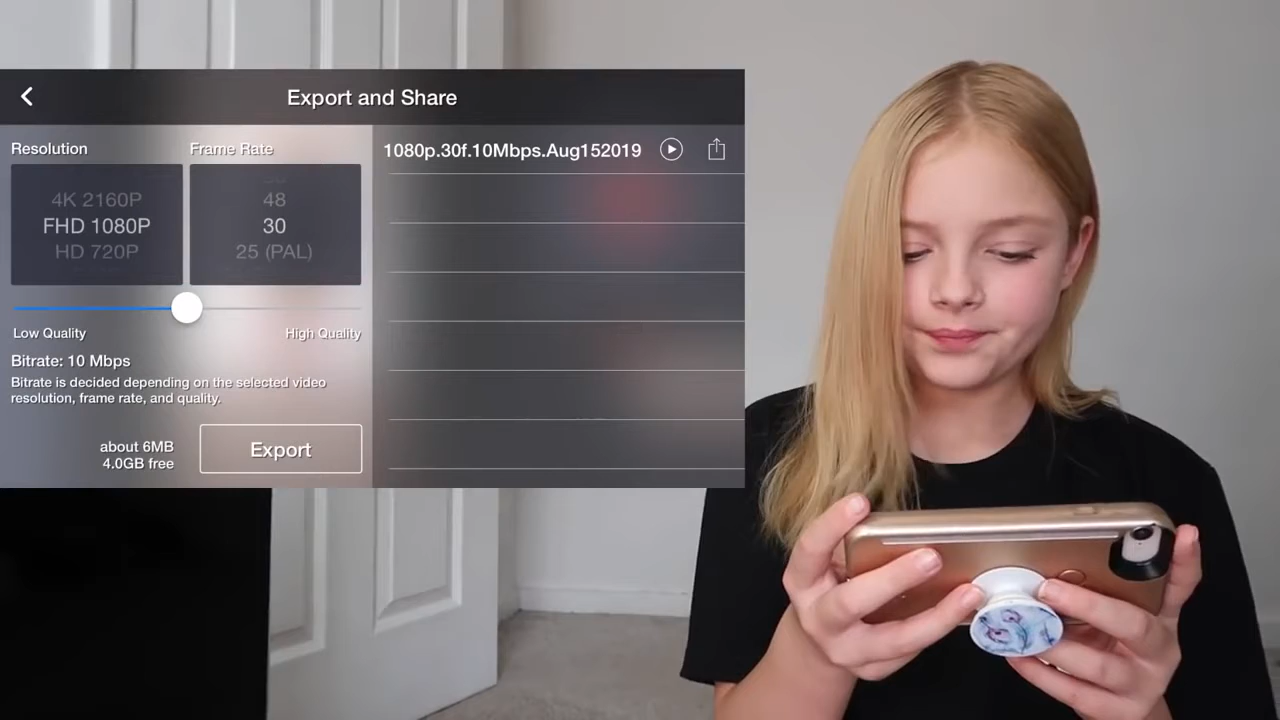 Export and Share
Resolution
Frame Rate
4K 2160P
FHD 1080P
HD 720P
48
30
25 (PAL)
Low Quality
High Quality
Bitrate: 10 Mbps
Bitrate is decided depending on the selected video
resolution, frame rate, and quality.
about 6MB
4.0GB free
Export
1080p.30f.10Mbps.Aug152019